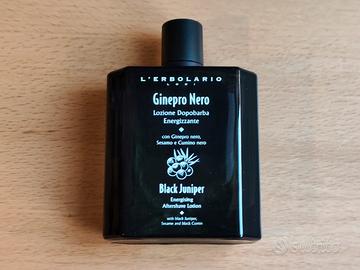 L'ERBOLARIO
LODI
Ginepro Nero
Lozione Dopobarba
Energizzante
con Ginepro nero,
Sesamo e Cumino nero
Black Juniper
Energising
Aftershave Lotion
with Black Juniper,
Sesame and black Cumin
subito